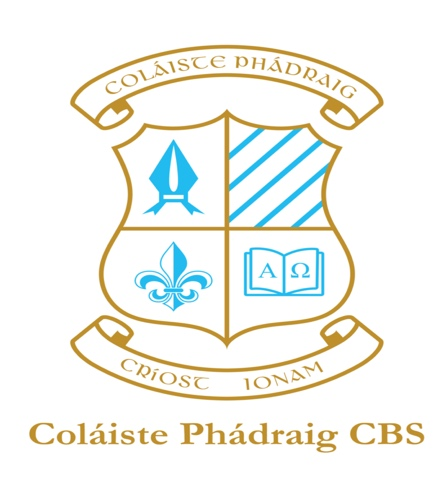 COLÁISTE PHÁDRAIG
Α Ω
CRÍOST IONAM
Coláiste Phádraig CBS